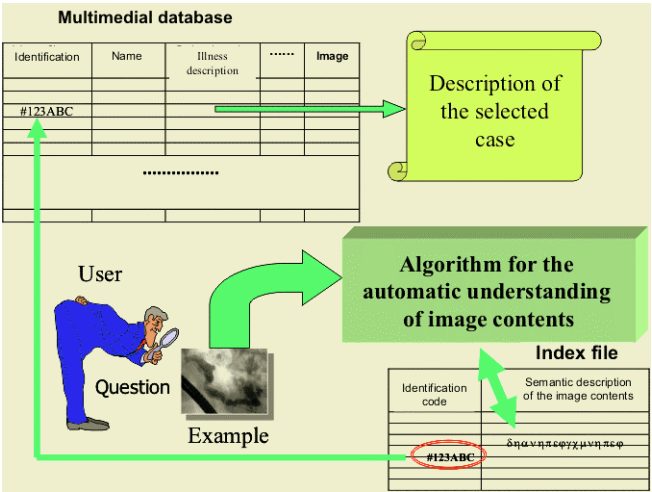 Multimedial database
Identification
Name
Illness
description
......
Image
#123ABC
................
Description of
the selected
case
User
Question
Example
Algorithm for the
automatic understanding
of image contents
Index file
Identification
code
Semantic description
of the image contents
δηανηπεφγχμνηπεφ
#123ABC